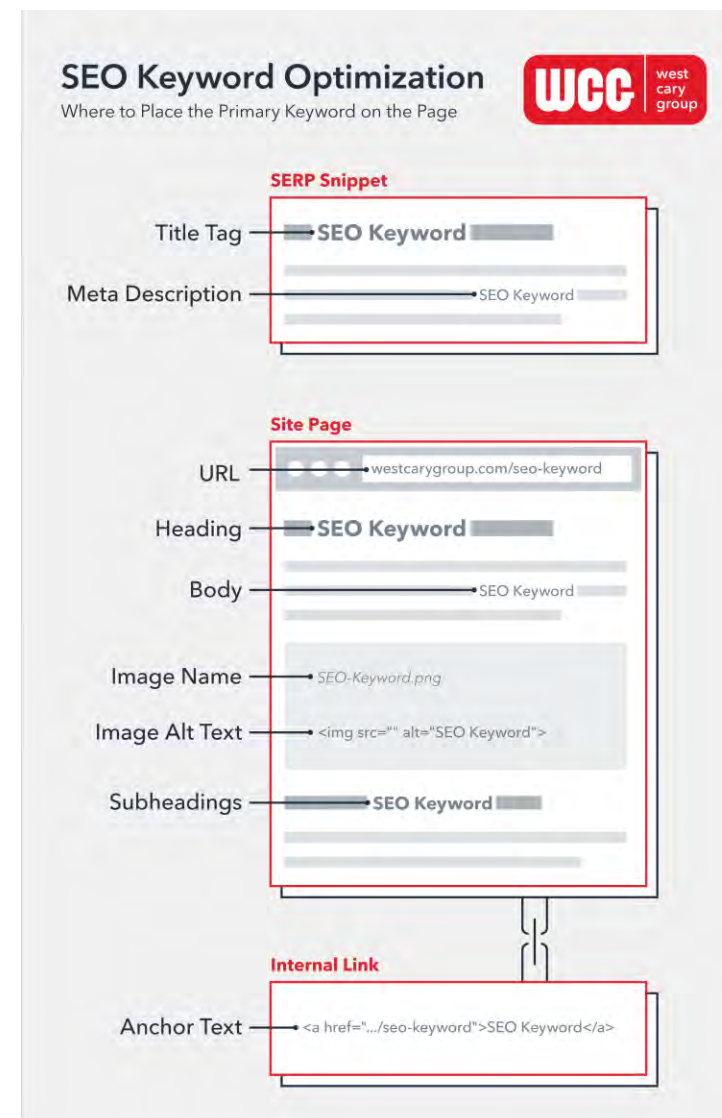 SEO Keyword Optimization
Where to Place the Primary Keyword on the Page
WCG
west
cary
group
SERP Snippet
Title Tag
SEO Keyword
Meta Description
SEO Keyword
Site Page
URL
westcarygroup.com/seo-keyword
Heading
SEO Keyword
Body
SEO Keyword
Image Name
SEO-Keyword.png
Image Alt Text
<img src="" alt="SEO Keyword">
Subheadings
SEO Keyword
Internal Link
Anchor Text
<a href=".../seo-keyword">SEO Keyword</a>